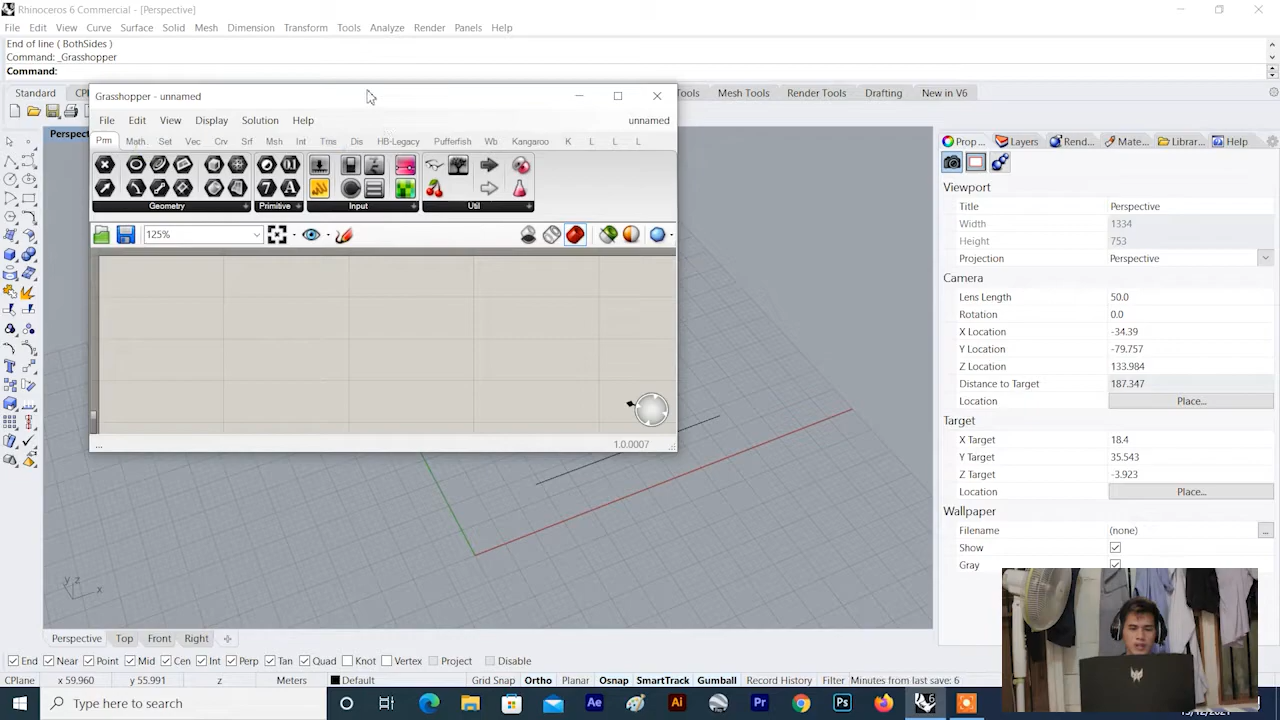 Rhinoceros 6 Commercial - [Perspective]
File Edit View Curve Surface Solid Mesh Dimension Transform Tools Analyze Render Panels Help
End of line ( BothSides )
Command: _Grasshopper
Command:
Standard
Tools Mesh Tools Render Tools Drafting New in V6
Grasshopper - unnamed
File Edit View Display Solution Help unnamed
Prm Math Set Vec Crv Srf Msh Int Trns Dis HB-Legacy Pufferfish Wb Kangaroo K L L L
Geometry Primitive Input Util
125%
1.0.0007
...
Prop... Layers Rend... Mate... Librar... Help
Viewport
Title Perspective
Width 1334
Height 753
Projection Perspective
Camera
Lens Length 50.0
Rotation 0.0
X Location -34.39
Y Location -79.757
Z Location 133.984
Distance to Target 187.347
Location Place...
Target
X Target 18.4
Y Target 35.543
Z Target -3.923
Location Place...
Wallpaper
Filename (none) ...
Show
Gray
y z x
Perspective Top Front Right
End Near Point Mid Cen Int Perp Tan Quad Knot Vertex Project Disable
CPlane x 59.960 y 55.991 z Meters Default Grid Snap Ortho Planar Osnap SmartTrack Gumball Record History Filter Minutes from last save: 6
Type here to search